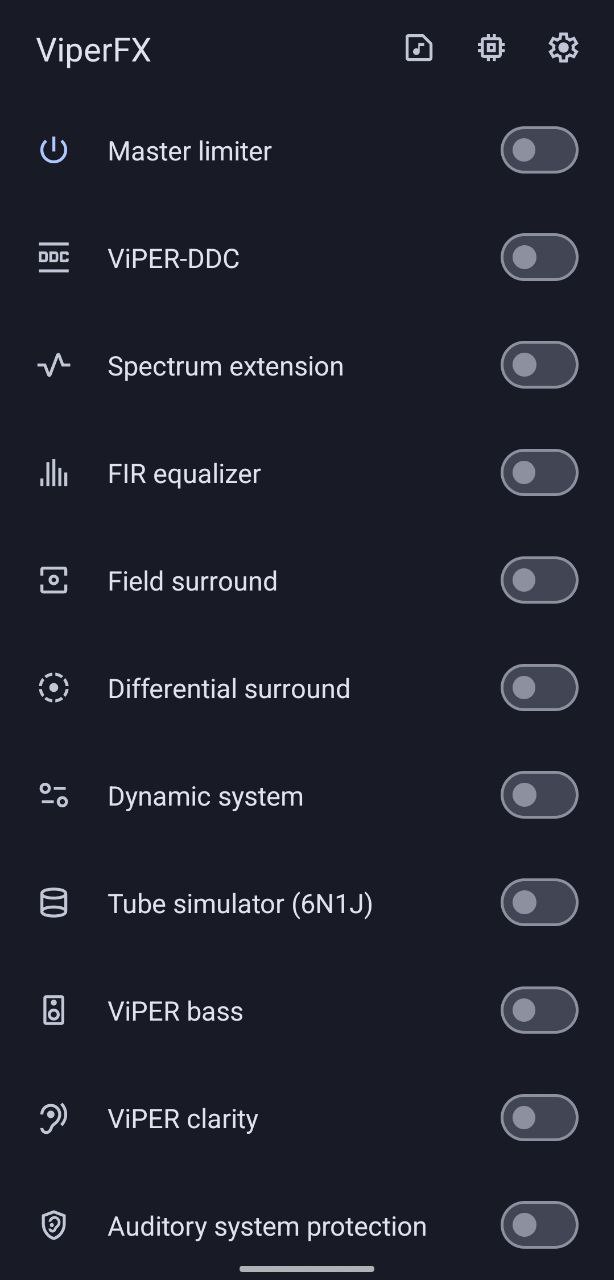 ViperFX
Master limiter
DDC
ViPER-DDC
Spectrum extension
FIR equalizer
Field surround
Differential surround
Dynamic system
Tube simulator (6N1J)
ViPER bass
ViPER clarity
Auditory system protection